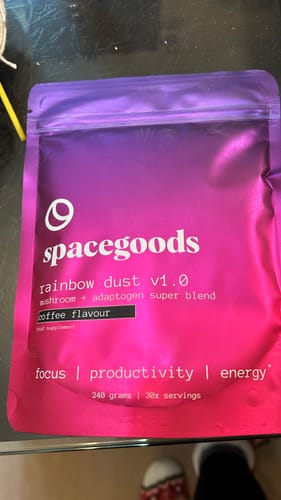 spacegoods
rainbow dust v1.0
mushroom + adaptogen super blend
coffee flavour
food supplement
focus | productivity | energy*
240 grams | 30x servings